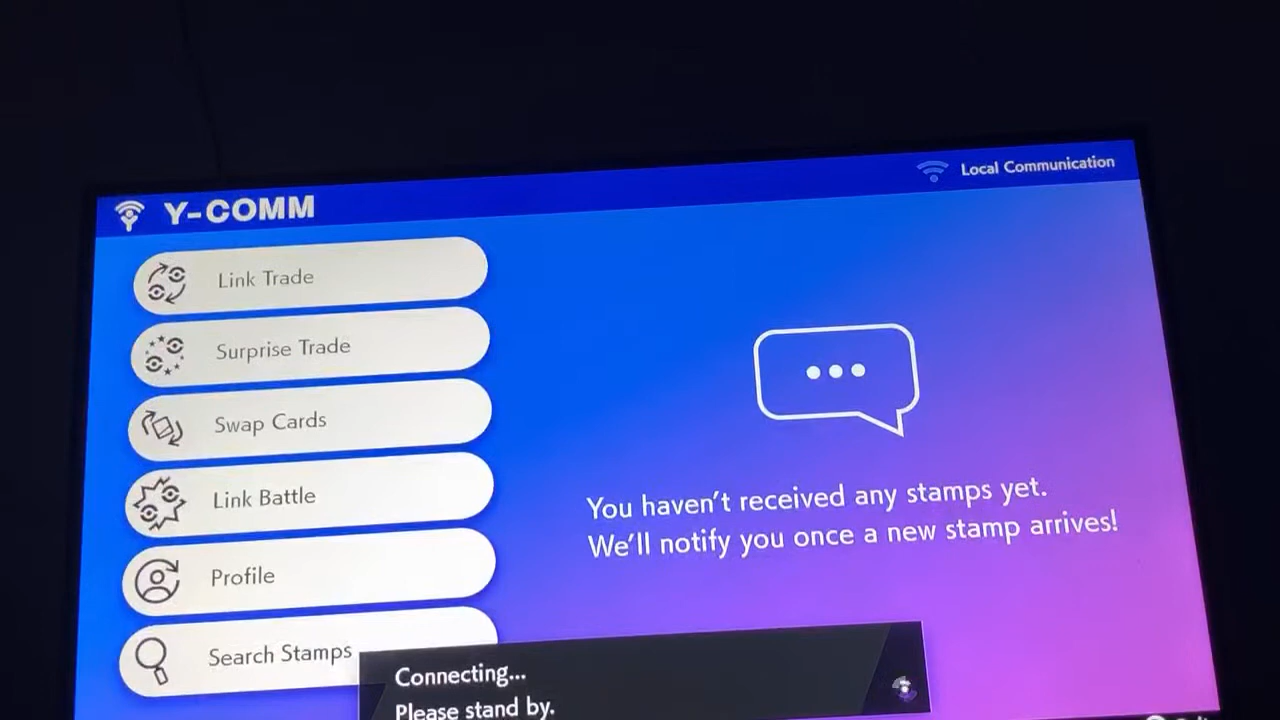 Y-COMM
Local Communication
Link Trade
Surprise Trade
Swap Cards
Link Battle
Profile
Search Stamps
You haven't received any stamps yet.
We'll notify you once a new stamp arrives!
Connecting...
Please stand by.